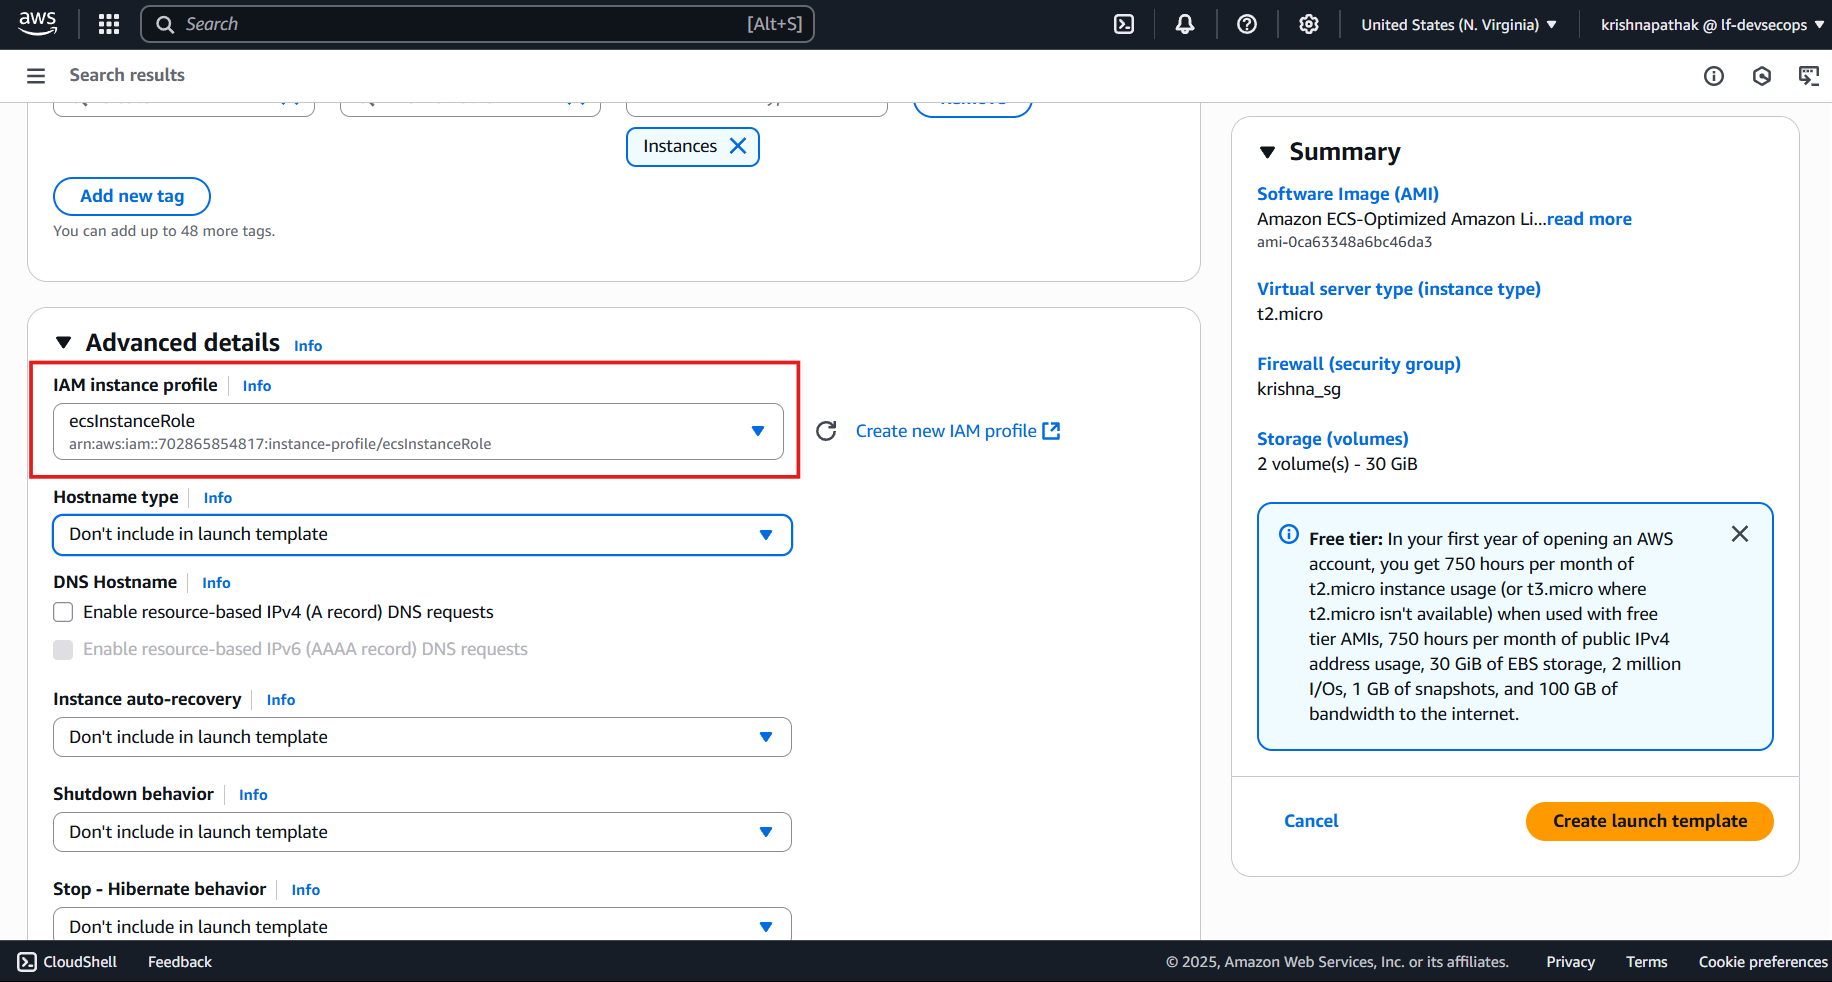 aws
Search
[Alt+S]
United States (N. Virginia)
krishnapathak @ lf-devsecops
Search results
Instances
Add new tag
You can add up to 48 more tags.
Advanced details Info
IAM instance profile Info
ecsInstanceRole
arn:aws:iam::702865854817:instance-profile/ecsInstanceRole
Create new IAM profile
Hostname type Info
Don't include in launch template
DNS Hostname Info
Enable resource-based IPv4 (A record) DNS requests
Enable resource-based IPv6 (AAAA record) DNS requests
Instance auto-recovery Info
Don't include in launch template
Shutdown behavior Info
Don't include in launch template
Stop - Hibernate behavior Info
Don't include in launch template
Summary
Software Image (AMI)
Amazon ECS-Optimized Amazon Li...read more
ami-0ca63348a6bc46da3
Virtual server type (instance type)
t2.micro
Firewall (security group)
krishna_sg
Storage (volumes)
2 volume(s) - 30 GiB
Free tier: In your first year of opening an AWS
account, you get 750 hours per month of
t2.micro instance usage (or t3.micro where
t2.micro isn't available) when used with free
tier AMIs, 750 hours per month of public IPv4
address usage, 30 GiB of EBS storage, 2 million
I/Os, 1 GB of snapshots, and 100 GB of
bandwidth to the internet.
Cancel
Create launch template
CloudShell
Feedback
© 2025, Amazon Web Services, Inc. or its affiliates.
Privacy
Terms
Cookie preferences